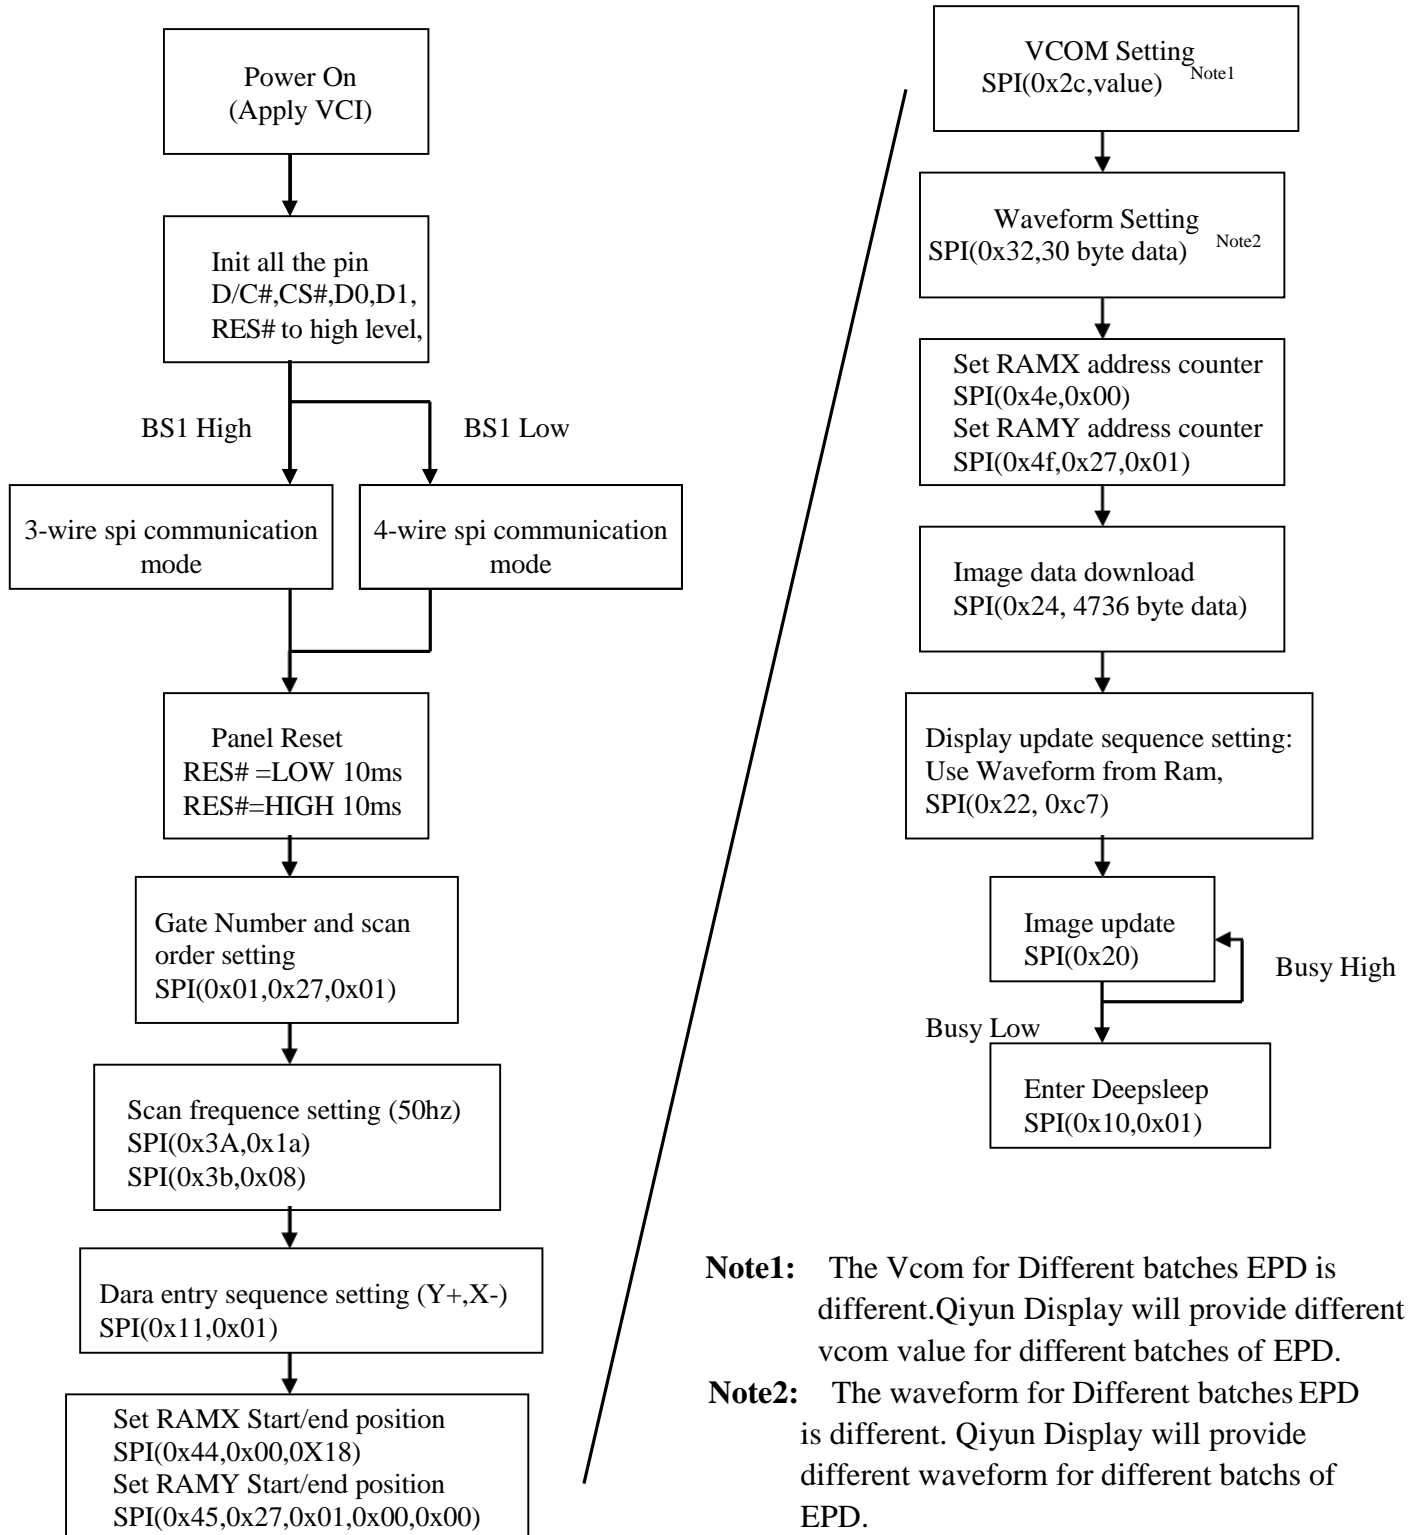 Power On
(Apply VCI)
Init all the pin
D/C#,CS#,D0,D1,
RES# to high level,
BS1 High
BS1 Low
3-wire spi communication
mode
4-wire spi communication
mode
Panel Reset
RES# =LOW 10ms
RES#=HIGH 10ms
Gate Number and scan
order setting
SPI(0x01,0x27,0x01)
Scan frequence setting (50hz)
SPI(0x3A,0x1a)
SPI(0x3b,0x08)
Dara entry sequence setting (Y+,X-)
SPI(0x11,0x01)
Set RAMX Start/end position
SPI(0x44,0x00,0X18)
Set RAMY Start/end position
SPI(0x45,0x27,0x01,0x00,0x00)
VCOM Setting
SPI(0x2c,value) Note1
Waveform Setting
SPI(0x32,30 byte data) Note2
Set RAMX address counter
SPI(0x4e,0x00)
Set RAMY address counter
SPI(0x4f,0x27,0x01)
Image data download
SPI(0x24, 4736 byte data)
Display update sequence setting:
Use Waveform from Ram,
SPI(0x22, 0xc7)
Image update
SPI(0x20)
Busy High
Busy Low
Enter Deepsleep
SPI(0x10,0x01)
Note1: The Vcom for Different batches EPD is
different.Qiyun Display will provide different
vcom value for different batches of EPD.
Note2: The waveform for Different batches EPD
is different. Qiyun Display will provide
different waveform for different batchs of
EPD.